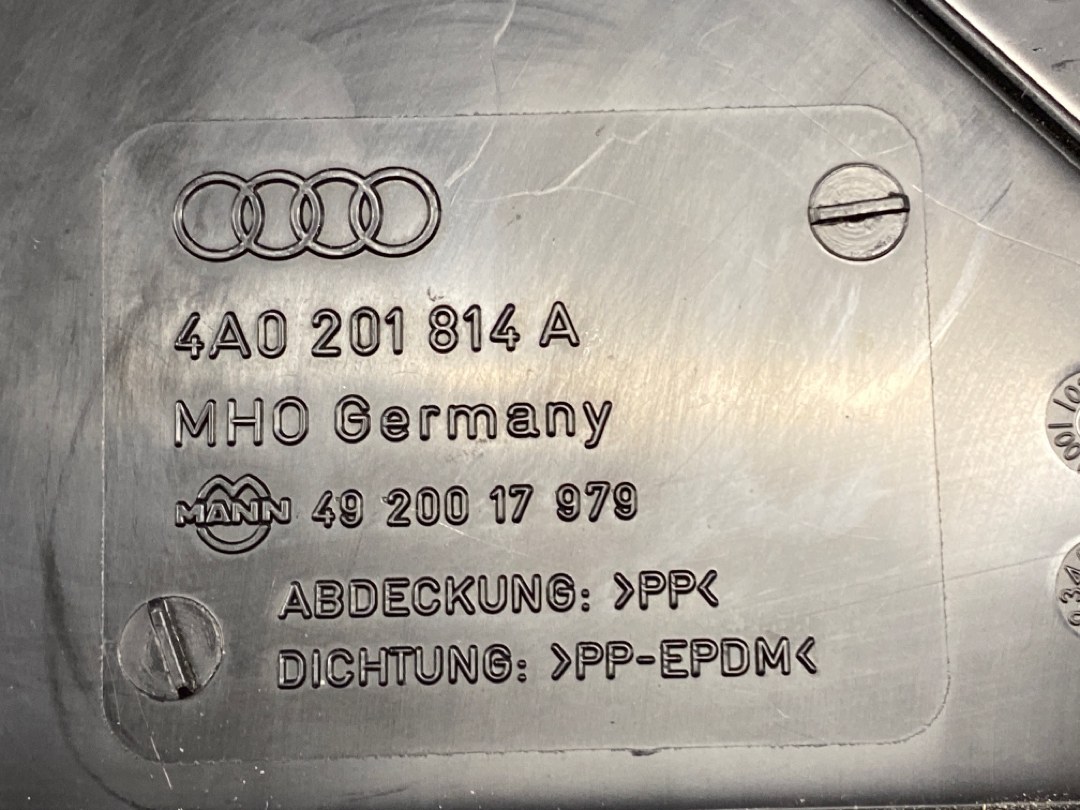 4A0 201 814 A
MHO Germany
MANN 49 200 17 979
ABDECKUNG: >PP<
DICHTUNG: >PP-EPDM<